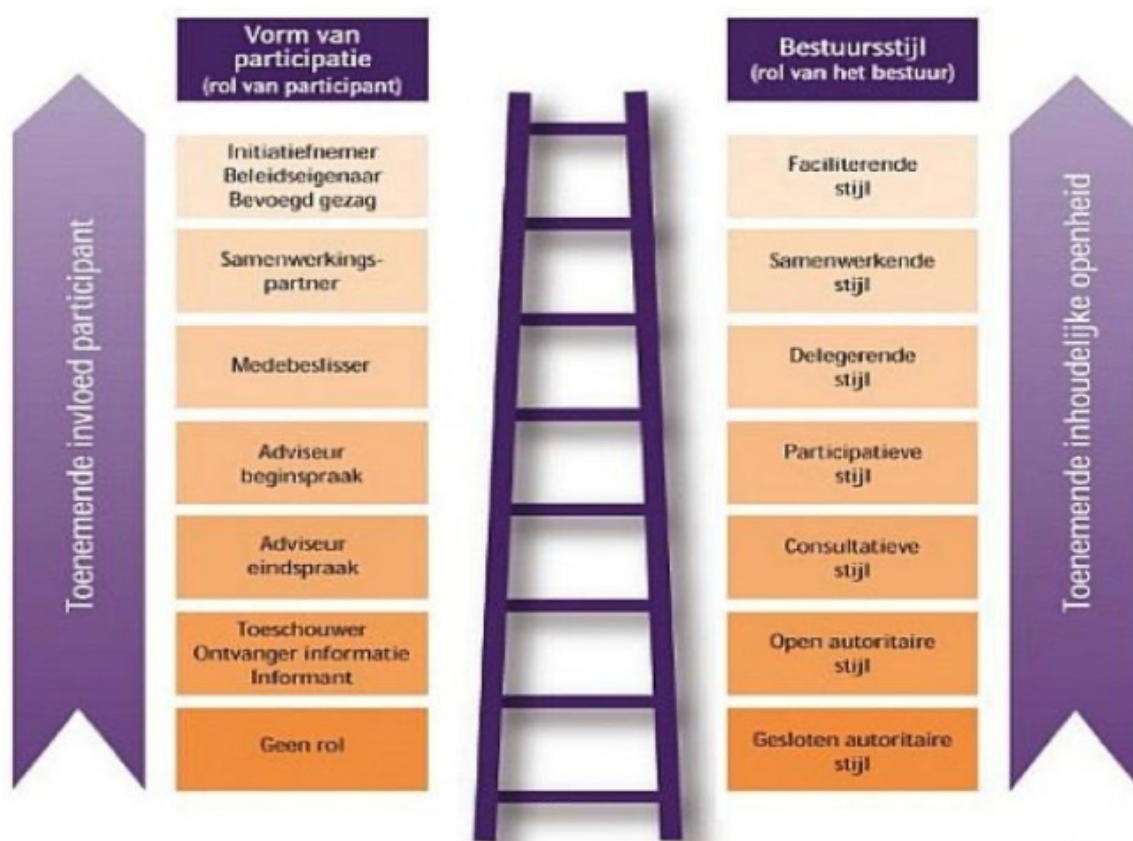 Vorm van
participatie
(rol van participant)
Bestuursstijl
(rol van het bestuur)
Toenemende invloed participant
Initiatiefnemer
Beleidseigenaar
Bevoegd gezag
Faciliterende
stijl
Samenwerkings-
partner
Samenwerkende
stijl
Medebeslisser
Delegerende
stijl
Adviseur
beginspraak
Participatieve
stijl
Adviseur
eindspraak
Consultatieve
stijl
Toeschouwer
Ontvanger informatie
Informant
Open autoritaire
stijl
Geen rol
Gesloten autoritaire
stijl
Toenemende inhoudelijke openheid